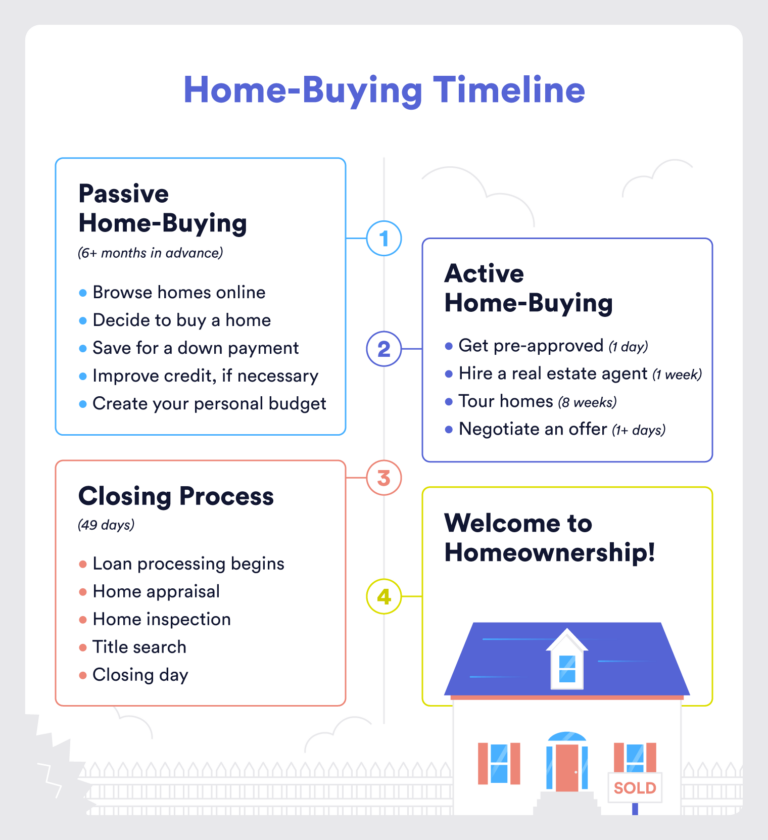 Home-Buying Timeline
Passive
Home-Buying
(6+ months in advance)
• Browse homes online
• Decide to buy a home
• Save for a down payment
• Improve credit, if necessary
• Create your personal budget
1
2
Active
Home-Buying
• Get pre-approved (1 day)
• Hire a real estate agent (1 week)
• Tour homes (8 weeks)
• Negotiate an offer (1+ days)
3
Closing Process
(49 days)
• Loan processing begins
• Home appraisal
• Home inspection
• Title search
• Closing day
4
Welcome to
Homeownership!
SOLD